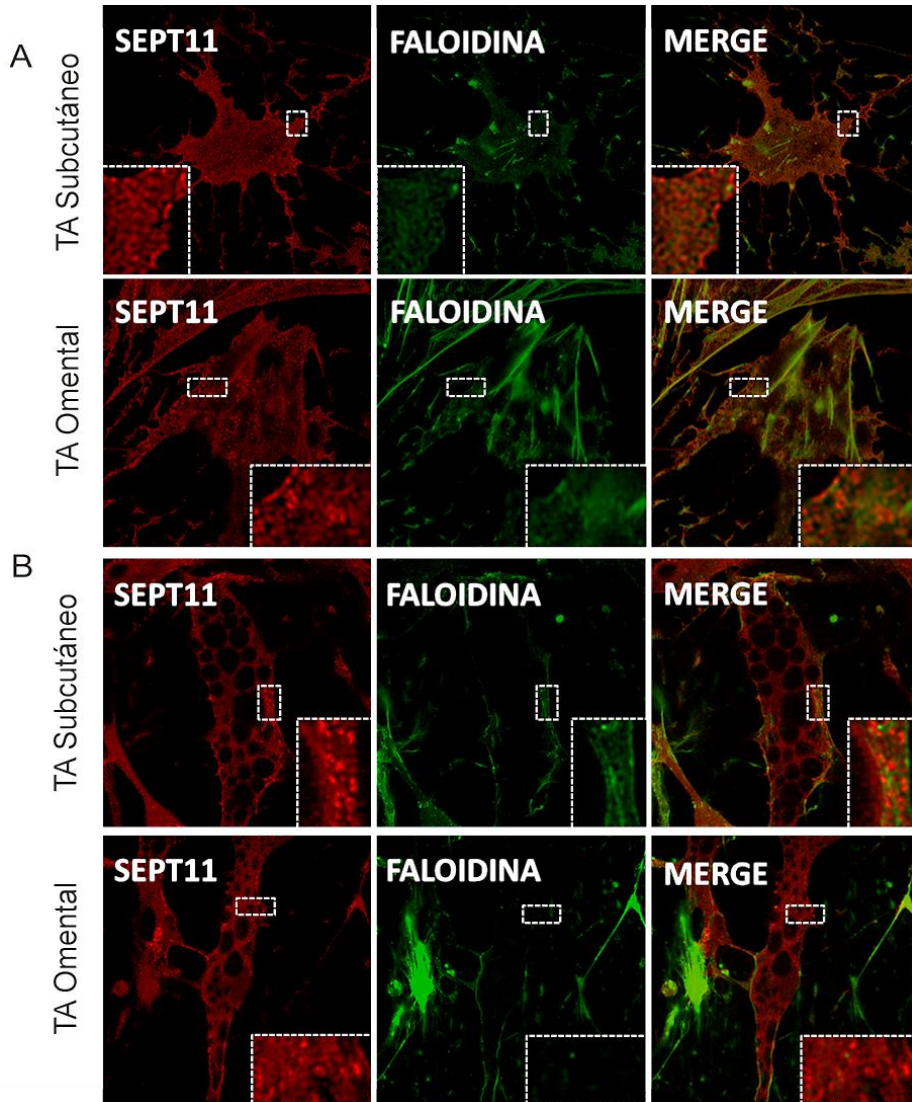 A
TA Subcutáneo
SEPT11
FALOIDINA
MERGE
TA Omental
SEPT11
FALOIDINA
MERGE
B
TA Subcutáneo
SEPT11
FALOIDINA
MERGE
TA Omental
SEPT11
FALOIDINA
MERGE